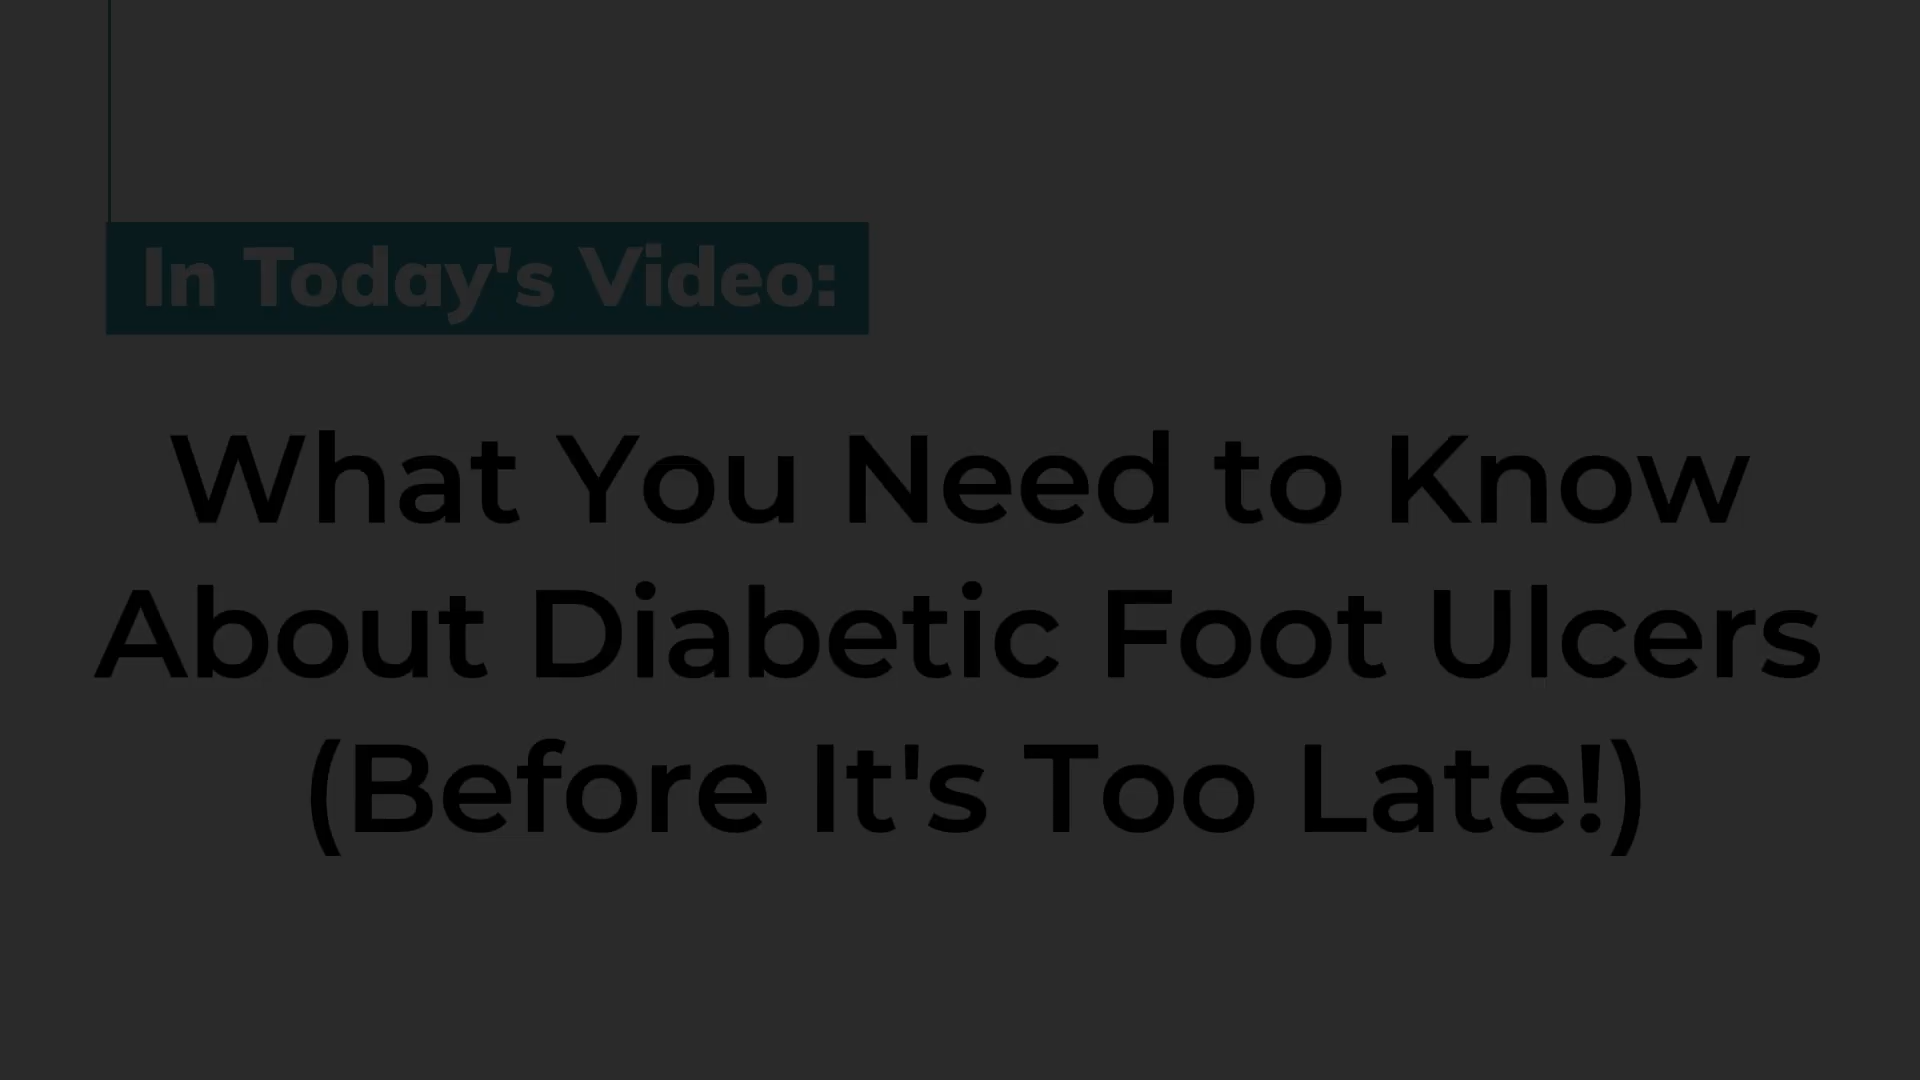 In Today's Video:
What You Need to Know
About Diabetic Foot Ulcers
(Before It's Too Late!)